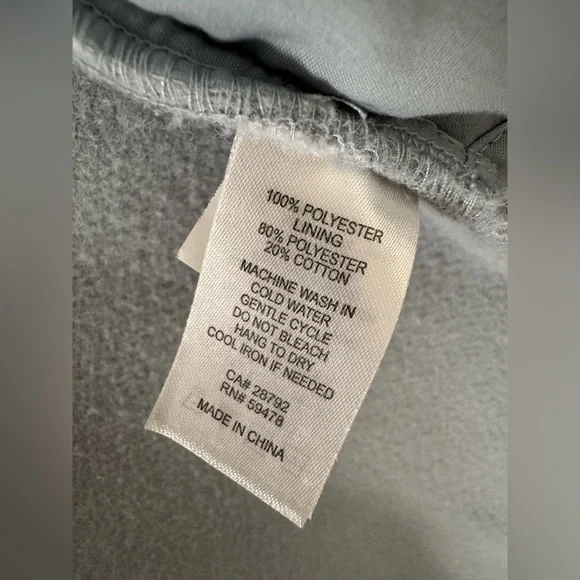 100% POLYESTER
LINING
80% POLYESTER
20% COTTON
MACHINE WASH IN
COLD WATER
GENTLE CYCLE
DO NOT BLEACH
HANG TO DRY
COOL IRON IF NEEDED
CA# 28792
RN# 59478
MADE IN CHINA